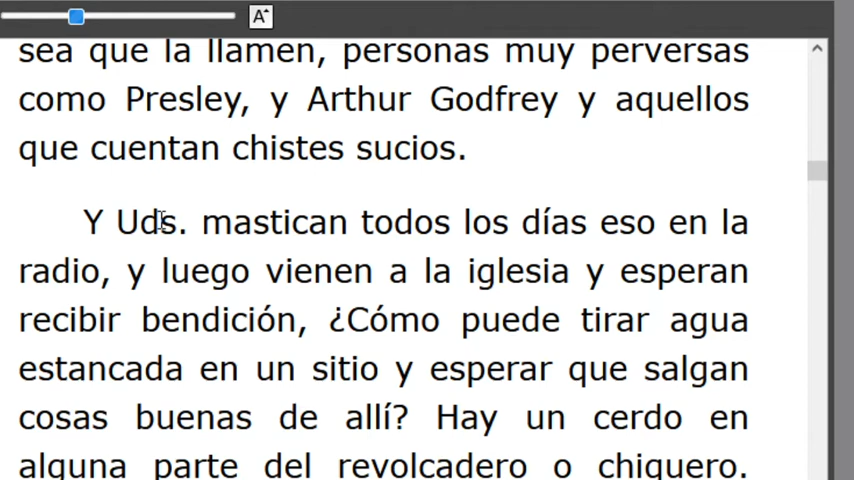 A
sea que la llamen, personas muy perversas
como Presley, y Arthur Godfrey y aquellos
que cuentan chistes sucios.
Y Uds. mastican todos los días eso en la
radio, y luego vienen a la iglesia y esperan
recibir bendición, ¿Cómo puede tirar agua
estancada en un sitio y esperar que salgan
cosas buenas de allí? Hay un cerdo en
alguna parte del revolcadero o chiquero.